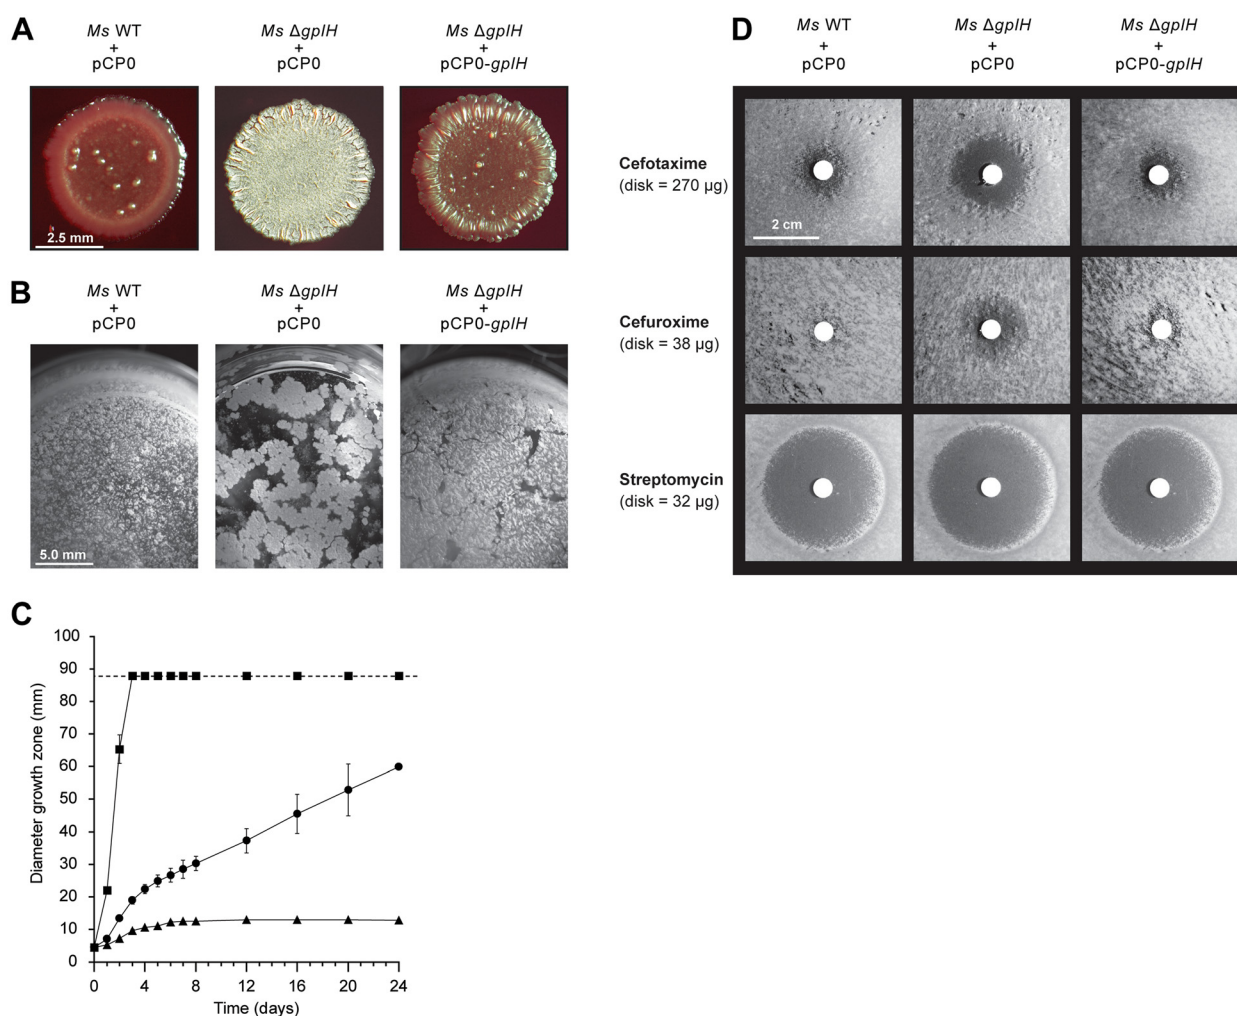 A
Ms WT
+
pCP0
Ms ΔgplH
+
pCP0
Ms ΔgplH
+
pCP0-gplH
2.5 mm
B
Ms WT
+
pCP0
Ms ΔgplH
+
pCP0
Ms ΔgplH
+
pCP0-gplH
5.0 mm
C
100
90
80
70
60
50
40
30
20
10
0
Diameter growth zone (mm)
0 4 8 12 16 20 24
Time (days)
D
Ms WT
+
pCP0
Ms ΔgplH
+
pCP0
Ms ΔgplH
+
pCP0-gplH
Cefotaxime
(disk = 270 µg)
2 cm
Cefuroxime
(disk = 38 µg)
Streptomycin
(disk = 32 µg)